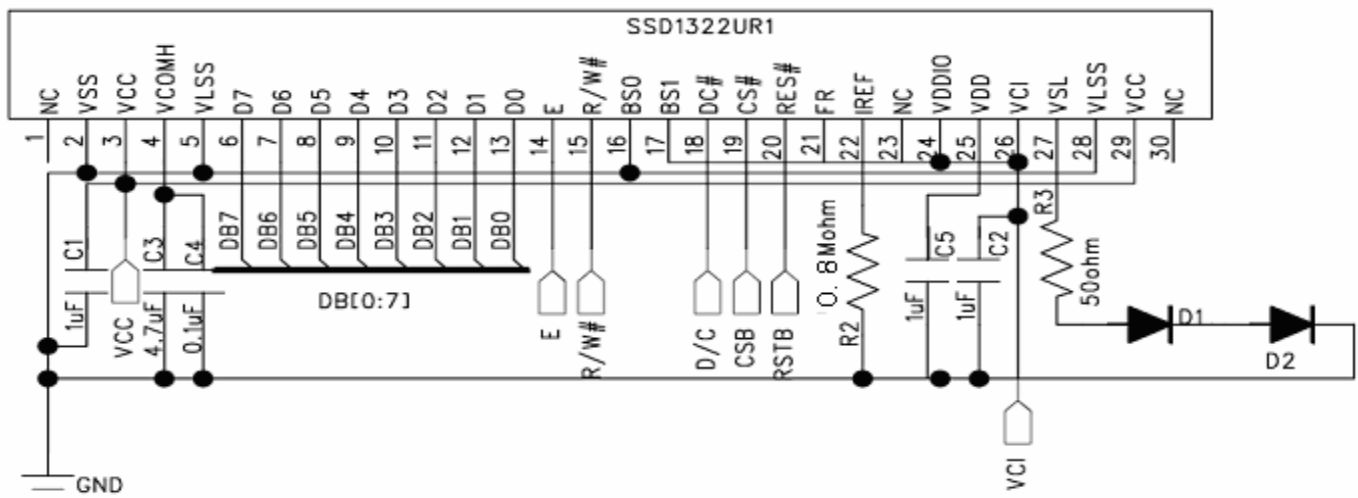 SSD1322UR1
NC VSS VCC VCOMH VLSS D7 D6 D5 D4 D3 D2 D1 D0 E R/W# BS0 BS1 DC# CS# RES# FR IREF NC VDDIO VDD VCI VSL VLSS VCC NC
1 2 3 4 5 6 7 8 9 10 11 12 13 14 15 16 17 18 19 20 21 22 23 24 25 26 27 28 29 30
C1 C3 C4 DB7 DB6 DB5 DB4 DB3 DB2 DB1 DB0 0.8Mohm C5 C2 R3
1uF VCC 4.7uF 0.1uF DB[0:7] E R/W# D/C CSB RSTB R2 1uF 1uF 50ohm D1
D2
VCI
GND